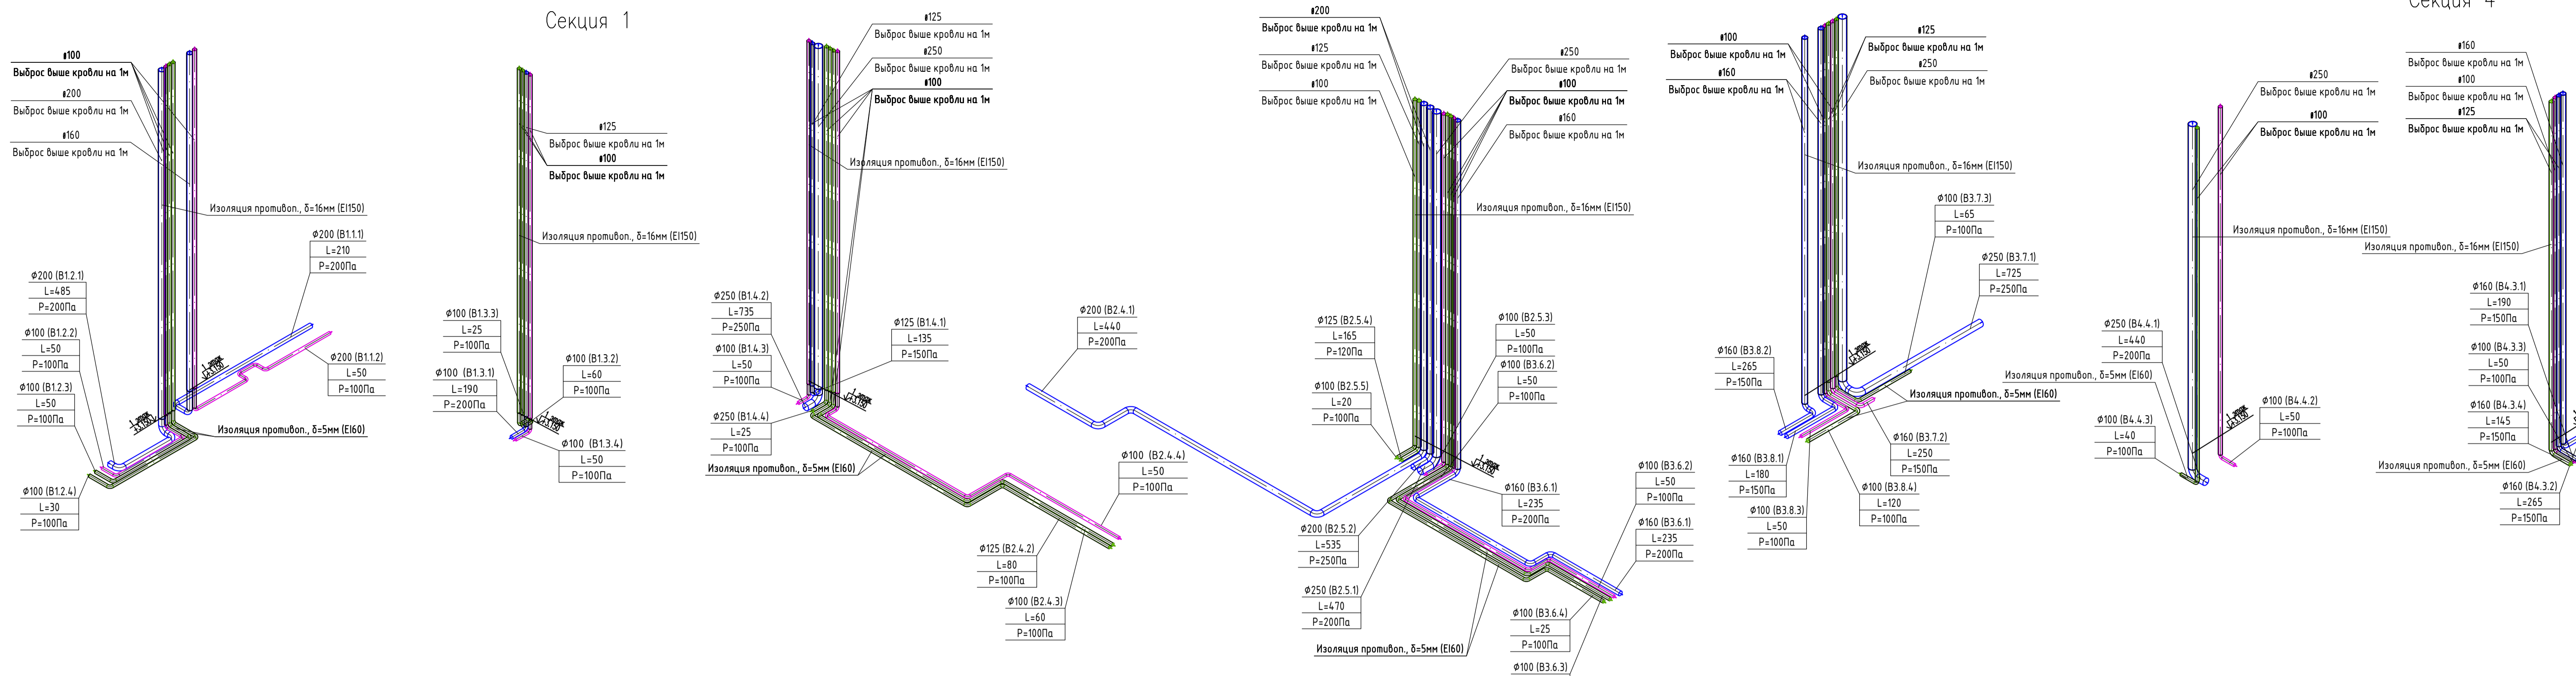 Секция 1
Секция 4
ø100
Выброс выше кровли на 1м
ø200
Выброс выше кровли на 1м
ø160
Выброс выше кровли на 1м
Изоляция противоп., δ=16мм (EI150)
ø200 (В1.1.1)
L=210
P=200Па
ø200 (В1.2.1)
L=485
P=200Па
ø100 (В1.2.2)
L=50
P=100Па
ø100 (В1.2.3)
L=50
P=100Па
ø100 (В1.2.4)
L=30
P=100Па
ø200 (В1.1.2)
L=50
P=100Па
Изоляция противоп., δ=5мм (EI60)
ø125
Выброс выше кровли на 1м
ø100
Выброс выше кровли на 1м
Изоляция противоп., δ=16мм (EI150)
ø100 (В1.3.3)
L=25
P=100Па
ø100 (В1.3.1)
L=190
P=200Па
ø100 (В1.3.2)
L=60
P=100Па
ø100 (В1.3.4)
L=50
P=100Па
ø125
Выброс выше кровли на 1м
ø250
Выброс выше кровли на 1м
ø100
Выброс выше кровли на 1м
Изоляция противоп., δ=16мм (EI150)
ø250 (В1.4.2)
L=735
P=250Па
ø100 (В1.4.3)
L=50
P=100Па
ø250 (В1.4.4)
L=25
P=100Па
ø125 (В1.4.1)
L=135
P=150Па
Изоляция противоп., δ=5мм (EI60)
ø200 (В2.4.1)
L=440
P=200Па
ø100 (В2.4.4)
L=50
P=100Па
ø125 (В2.4.2)
L=80
P=100Па
ø100 (В2.4.3)
L=60
P=100Па
ø200
Выброс выше кровли на 1м
ø125
Выброс выше кровли на 1м
ø100
Выброс выше кровли на 1м
ø250
Выброс выше кровли на 1м
ø100
Выброс выше кровли на 1м
ø160
Выброс выше кровли на 1м
Изоляция противоп., δ=16мм (EI150)
ø125 (В2.5.4)
L=165
P=120Па
ø100 (В2.5.5)
L=20
P=100Па
ø100 (В2.5.3)
L=50
P=100Па
ø100 (В3.6.2)
L=50
P=100Па
ø160 (В3.6.1)
L=235
P=200Па
ø200 (В2.5.2)
L=535
P=250Па
ø250 (В2.5.1)
L=470
P=200Па
Изоляция противоп., δ=5мм (EI60)
ø100 (В3.6.2)
L=50
P=100Па
ø160 (В3.6.1)
L=235
P=200Па
ø100 (В3.6.4)
L=25
P=100Па
ø100 (В3.6.3)
ø100
Выброс выше кровли на 1м
ø160
Выброс выше кровли на 1м
ø125
Выброс выше кровли на 1м
ø250
Выброс выше кровли на 1м
Изоляция противоп., δ=16мм (EI150)
ø100 (В3.7.3)
L=65
P=100Па
ø250 (В3.7.1)
L=725
P=250Па
Изоляция противоп., δ=5мм (EI60)
ø160 (В3.8.2)
L=265
P=150Па
ø160 (В3.8.1)
L=180
P=150Па
ø100 (В3.8.3)
L=50
P=100Па
ø160 (В3.7.2)
L=250
P=150Па
ø100 (В3.8.4)
L=120
P=100Па
ø250
Выброс выше кровли на 1м
ø100
Выброс выше кровли на 1м
Изоляция противоп., δ=16мм (EI150)
ø250 (В4.4.1)
L=440
P=200Па
Изоляция противоп., δ=5мм (EI60)
ø100 (В4.4.3)
L=40
P=100Па
ø100 (В4.4.2)
L=50
P=100Па
ø160
Выброс выше кровли на 1м
ø100
Выброс выше кровли на 1м
ø125
Выброс выше кровли на 1м
Изоляция противоп., δ=16мм (EI150)
ø160 (В4.3.1)
L=190
P=150Па
ø100 (В4.3.3)
L=50
P=100Па
ø160 (В4.3.4)
L=145
P=150Па
Изоляция противоп., δ=5мм (EI60)
ø160 (В4.3.2)
L=265
P=150Па